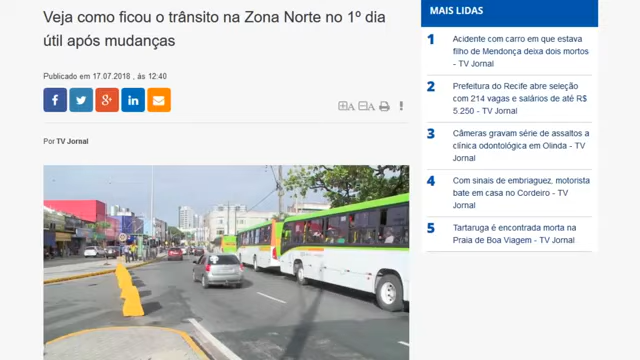 Veja como ficou o trânsito na Zona Norte no 1º dia
útil após mudanças
Publicado em 17.07.2018 , ás 12:40
Por TV Jornal
MAIS LIDAS
1 Acidente com carro em que estava
filho de Mendonça deixa dois mortos
- TV Jornal
2 Prefeitura do Recife abre seleção
com 214 vagas e salários de até R$
5.250 - TV Jornal
3 Câmeras gravam série de assaltos a
clínica odontológica em Olinda - TV
Jornal
4 Com sinais de embriaguez, motorista
bate em casa no Cordeiro - TV
Jornal
5 Tartaruga é encontrada morta na
Praia de Boa Viagem - TV Jornal